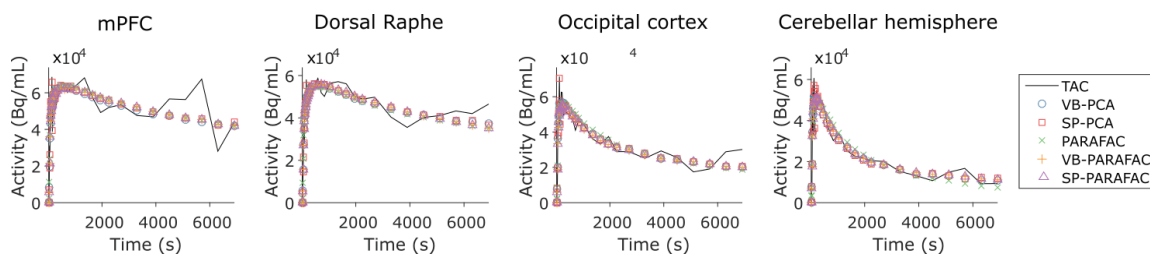 mPFC
x10⁴
Activity (Bq/mL)
6
4
2
0
2000 4000 6000
Time (s)
Dorsal Raphe
x10⁴
Activity (Bq/mL)
6
4
2
0
2000 4000 6000
Time (s)
Occipital cortex
x10 4
Activity (Bq/mL)
6
4
2
0
2000 4000 6000
Time (s)
Cerebellar hemisphere
x10⁴
Activity (Bq/mL)
6
4
2
0
2000 4000 6000
Time (s)
TAC
VB-PCA
SP-PCA
PARAFAC
VB-PARAFAC
SP-PARAFAC